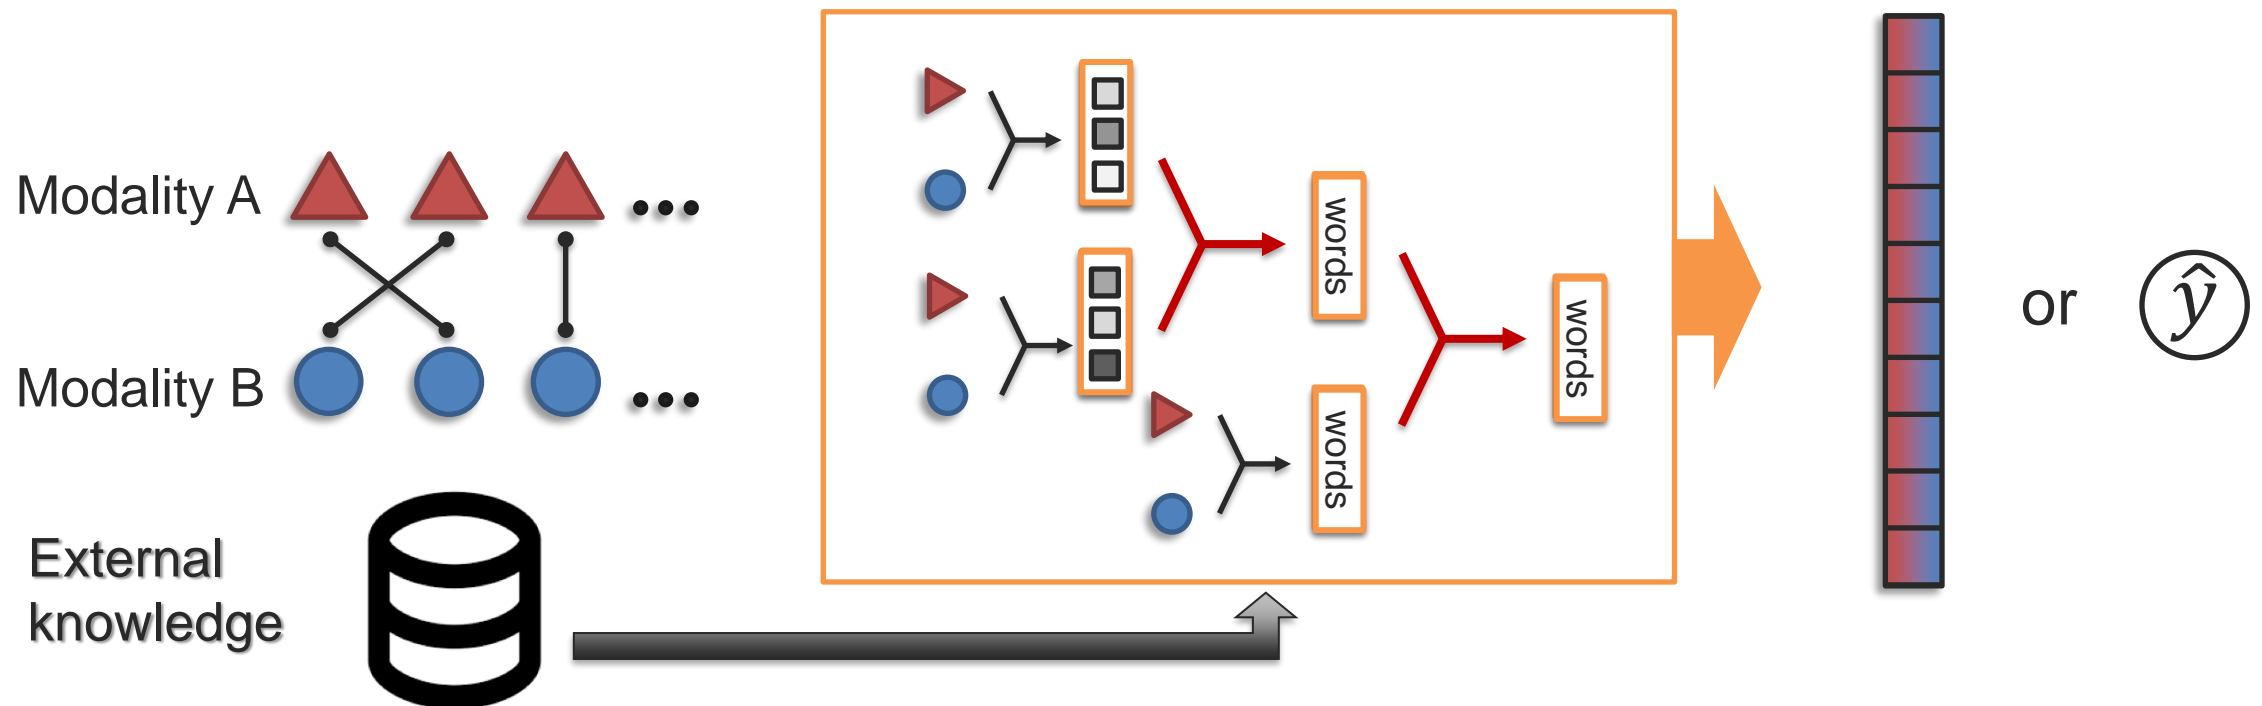 Modality A
Modality B
External
knowledge
words
words
words
or
ŷ